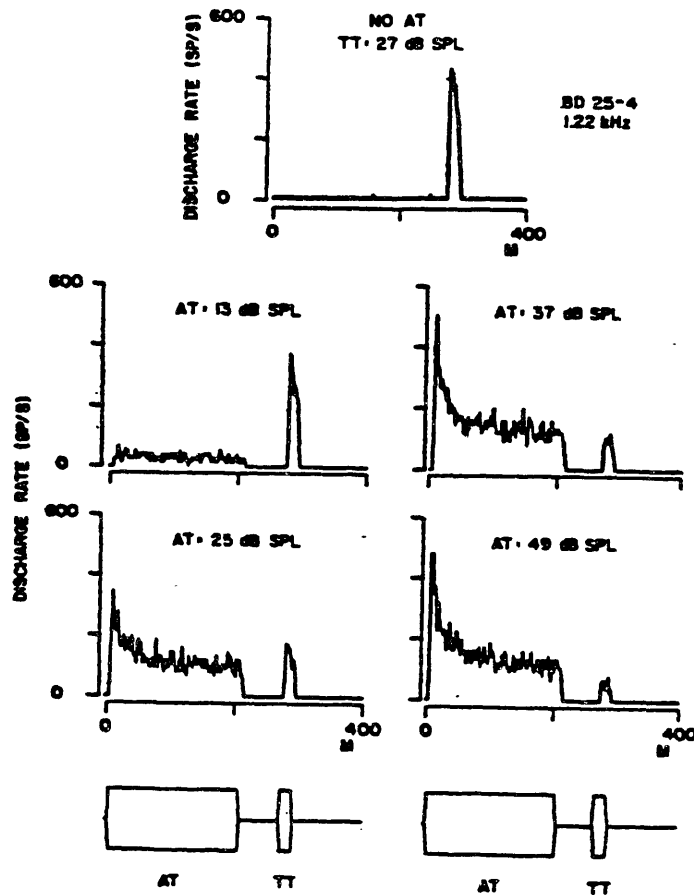 600
NO AT
TT: 27 dB SPL
BD 25-4
1.22 kHz
DISCHARGE RATE (SP/S)
0
0
400
M
600
AT: 13 dB SPL
AT: 37 dB SPL
0
DISCHARGE RATE (SP/S)
600
AT: 25 dB SPL
AT: 49 dB SPL
0
0
400
M
0
400
M
AT
TT
AT
TT